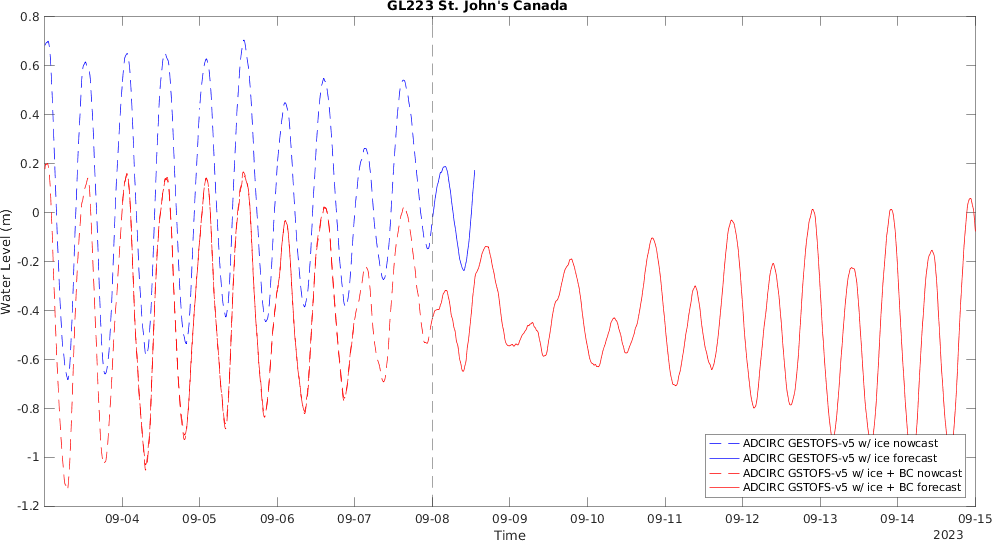 GL223 St. John's Canada
0.8
0.6
0.4
0.2
0
-0.2
-0.4
-0.6
-0.8
-1
-1.2
Water Level (m)
ADCIRC GESTOFS-v5 w/ ice nowcast
ADCIRC GESTOFS-v5 w/ ice forecast
ADCIRC GSTOFS-v5 w/ ice + BC nowcast
ADCIRC GSTOFS-v5 w/ ice + BC forecast
09-04 09-05 09-06 09-07 09-08 09-09 09-10 09-11 09-12 09-13 09-14 09-15
Time
2023